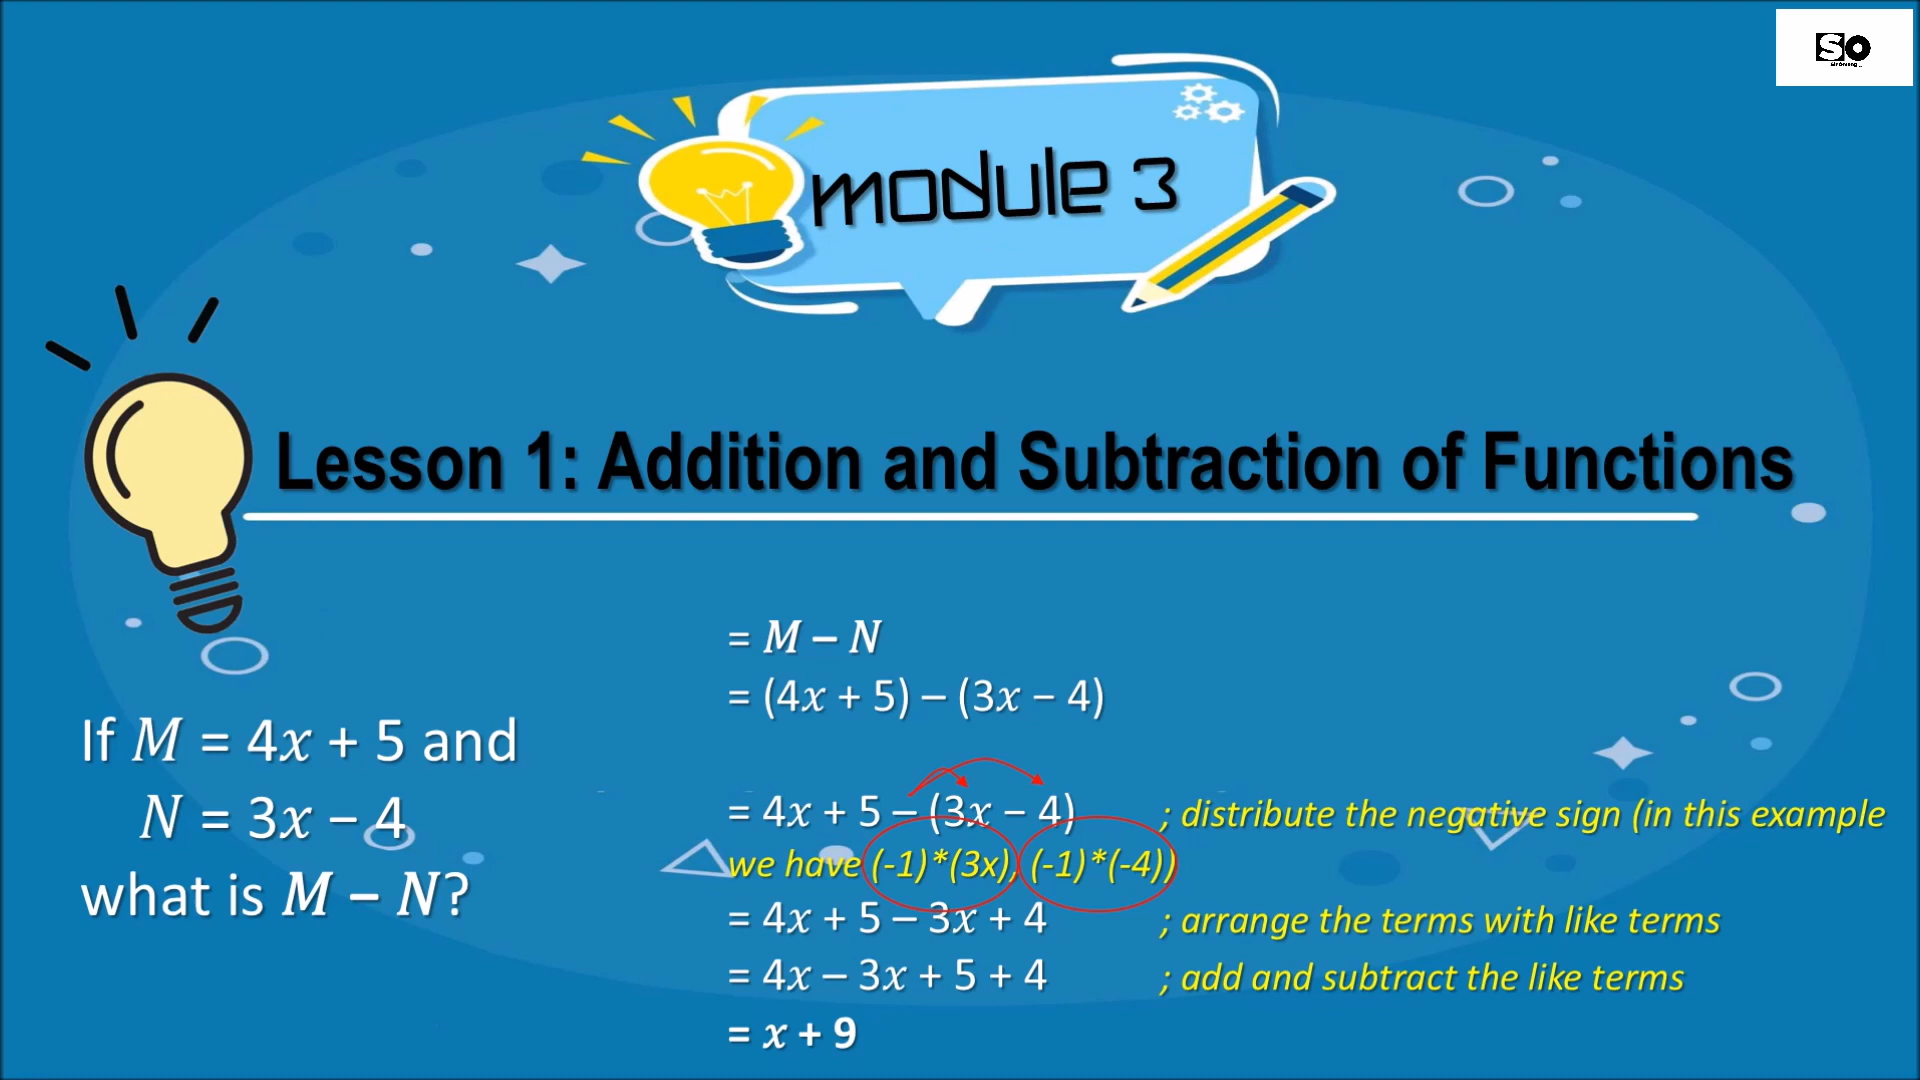 SO
module 3
Lesson 1: Addition and Subtraction of Functions
If M = 4x + 5 and
N = 3x − 4
what is M − N?
= M − N
= (4x + 5) − (3x − 4)
= 4x + 5 − (3x − 4) ; distribute the negative sign (in this example
we have (-1)*(3x), (-1)*(-4))
= 4x + 5 − 3x + 4 ; arrange the terms with like terms
= 4x − 3x + 5 + 4 ; add and subtract the like terms
= x + 9